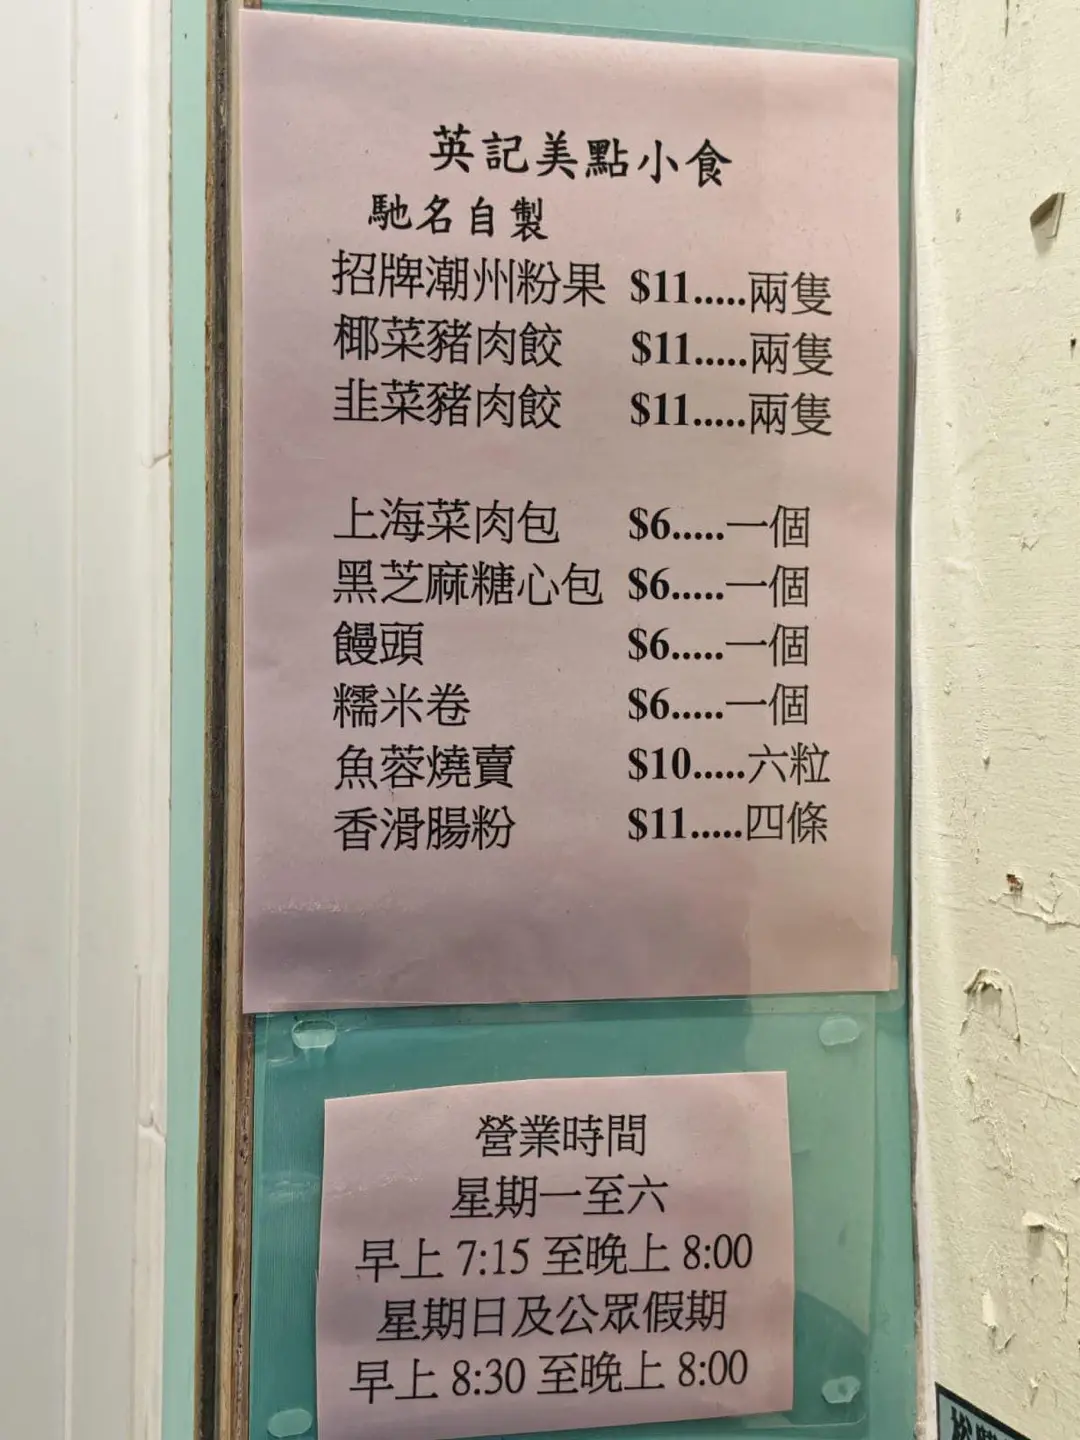 英記美點小食
馳名自製
招牌潮州粉果 $11.....兩隻
椰菜豬肉餃 $11.....兩隻
韭菜豬肉餃 $11.....兩隻
上海菜肉包 $6.....一個
黑芝麻糖心包 $6.....一個
饅頭 $6.....一個
糯米卷 $6.....一個
魚蓉燒賣 $10.....六粒
香滑腸粉 $11.....四條
營業時間
星期一至六
早上 7:15 至晚上 8:00
星期日及公眾假期
早上 8:30 至晚上 8:00